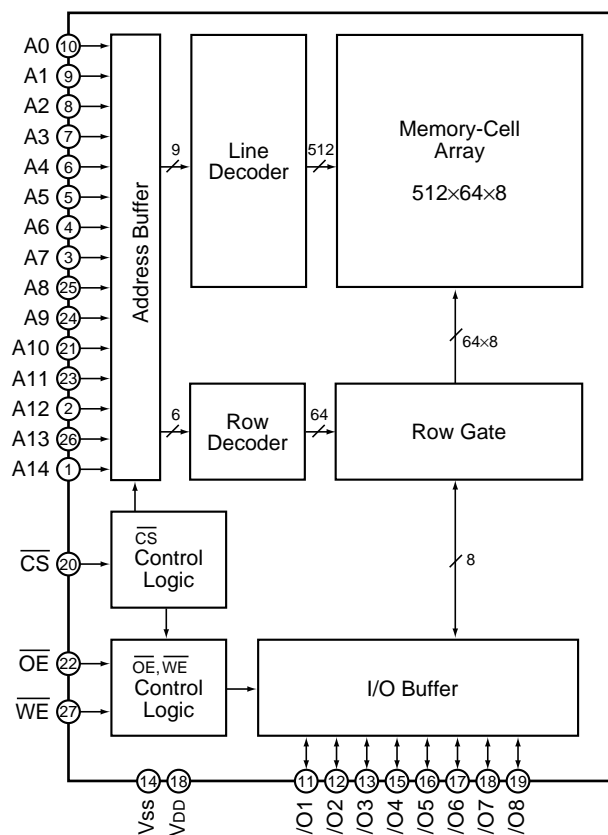 A0 10
A1 9
A2 8
A3 7
A4 6
A5 5
A6 4
A7 3
A8 25
A9 24
A10 21
A11 23
A12 2
A13 26
A14 1
Address Buffer
9
Line
Decoder
512
Memory-Cell
Array
512×64×8
64×8
6
Row
Decoder
64
Row Gate
CS 20
CS
Control
Logic
8
OE 22
WE 27
OE, WE
Control
Logic
I/O Buffer
14 18 11 12 13 15 16 17 18 19
Vss
VDD
/O1
/O2
/O3
/O4
/O5
/O6
/O7
/O8